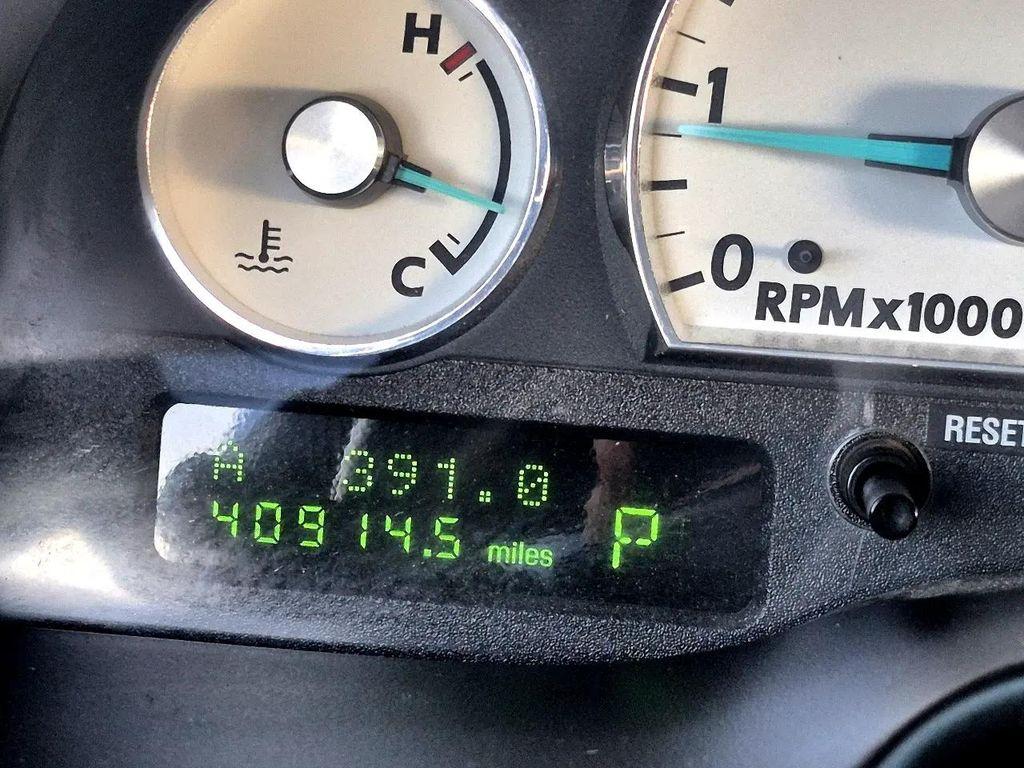 H
C
1
0
RPMx1000
RESET
A 391.0
40914.5 miles P